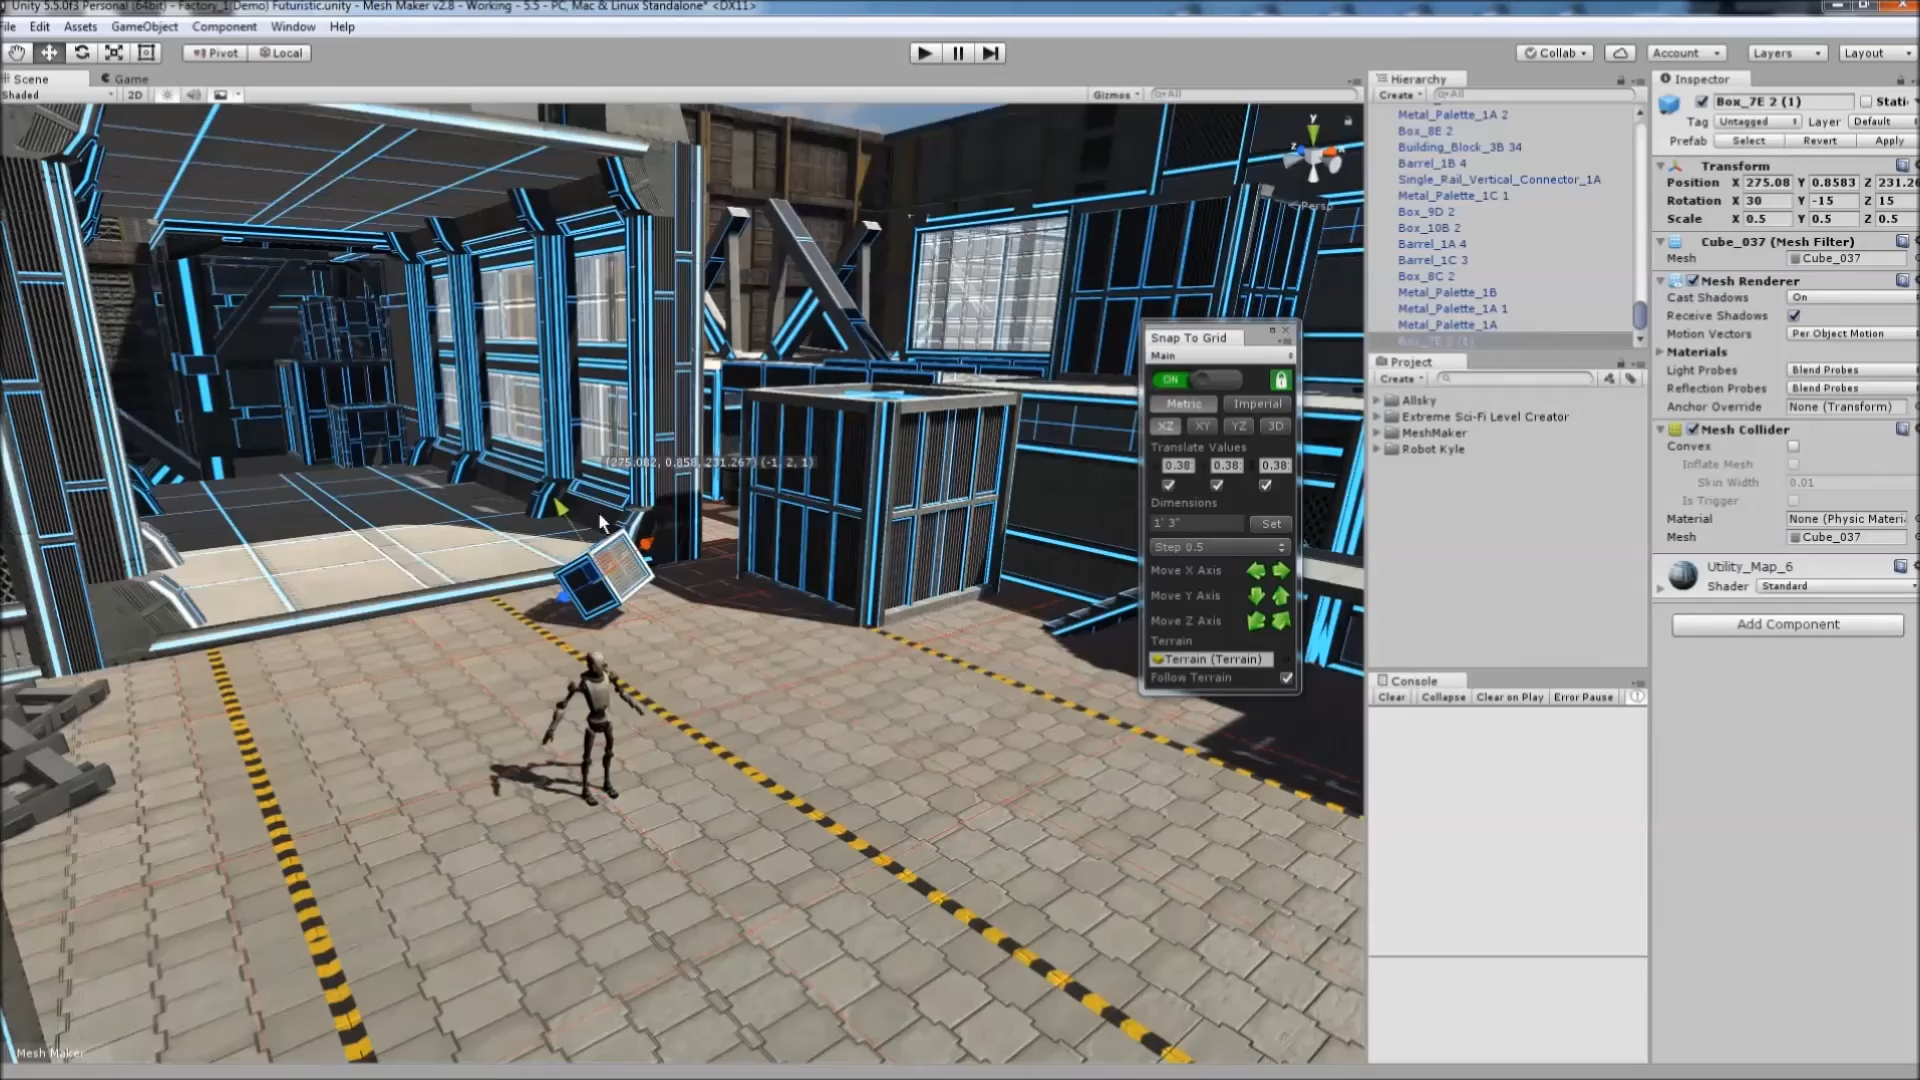 Unity 5.5.0f3 Personal (64bit) - Factory_1(Demo) Futuristic.unity - Mesh Maker v2.8 - Working - 5.5 - PC, Mac & Linux Standalone* <DX11>
File Edit Assets GameObject Component Window Help
Pivot Local
Collab Account Layers Layout
Scene Game
Shaded 2D
Gizmos All
y
z x
Persp
(275.082, 0.858, 231.267) (-1, 2, 1)
Mesh Maker
Snap To Grid
Main
ON
Metric Imperial
XZ XY YZ 3D
Translate Values
0.38 0.38 0.38
Dimensions
1' 3" Set
Step 0.5
Move X Axis
Move Y Axis
Move Z Axis
Terrain
Terrain (Terrain)
Follow Terrain
Hierarchy
Create All
Metal_Palette_1A 2
Box_8E 2
Building_Block_3B 34
Barrel_1B 4
Single_Rail_Vertical_Connector_1A
Metal_Palette_1C 1
Box_9D 2
Box_10B 2
Barrel_1A 4
Barrel_1C 3
Box_8C 2
Metal_Palette_1B
Metal_Palette_1A 1
Metal_Palette_1A
Box_7E 2 (1)
Project
Create
Allsky
Extreme Sci-Fi Level Creator
MeshMaker
Robot Kyle
Console
Clear Collapse Clear on Play Error Pause
Inspector
Box_7E 2 (1) Stati
Tag Untagged Layer Default
Prefab Select Revert Apply
Transform
Position X 275.08 Y 0.8583 Z 231.26
Rotation X 30 Y -15 Z 15
Scale X 0.5 Y 0.5 Z 0.5
Cube_037 (Mesh Filter)
Mesh Cube_037
Mesh Renderer
Cast Shadows On
Receive Shadows
Motion Vectors Per Object Motion
Materials
Light Probes Blend Probes
Reflection Probes Blend Probes
Anchor Override None (Transform)
Mesh Collider
Convex
Inflate Mesh
Skin Width 0.01
Is Trigger
Material None (Physic Materi
Mesh Cube_037
Utility_Map_6
Shader Standard
Add Component